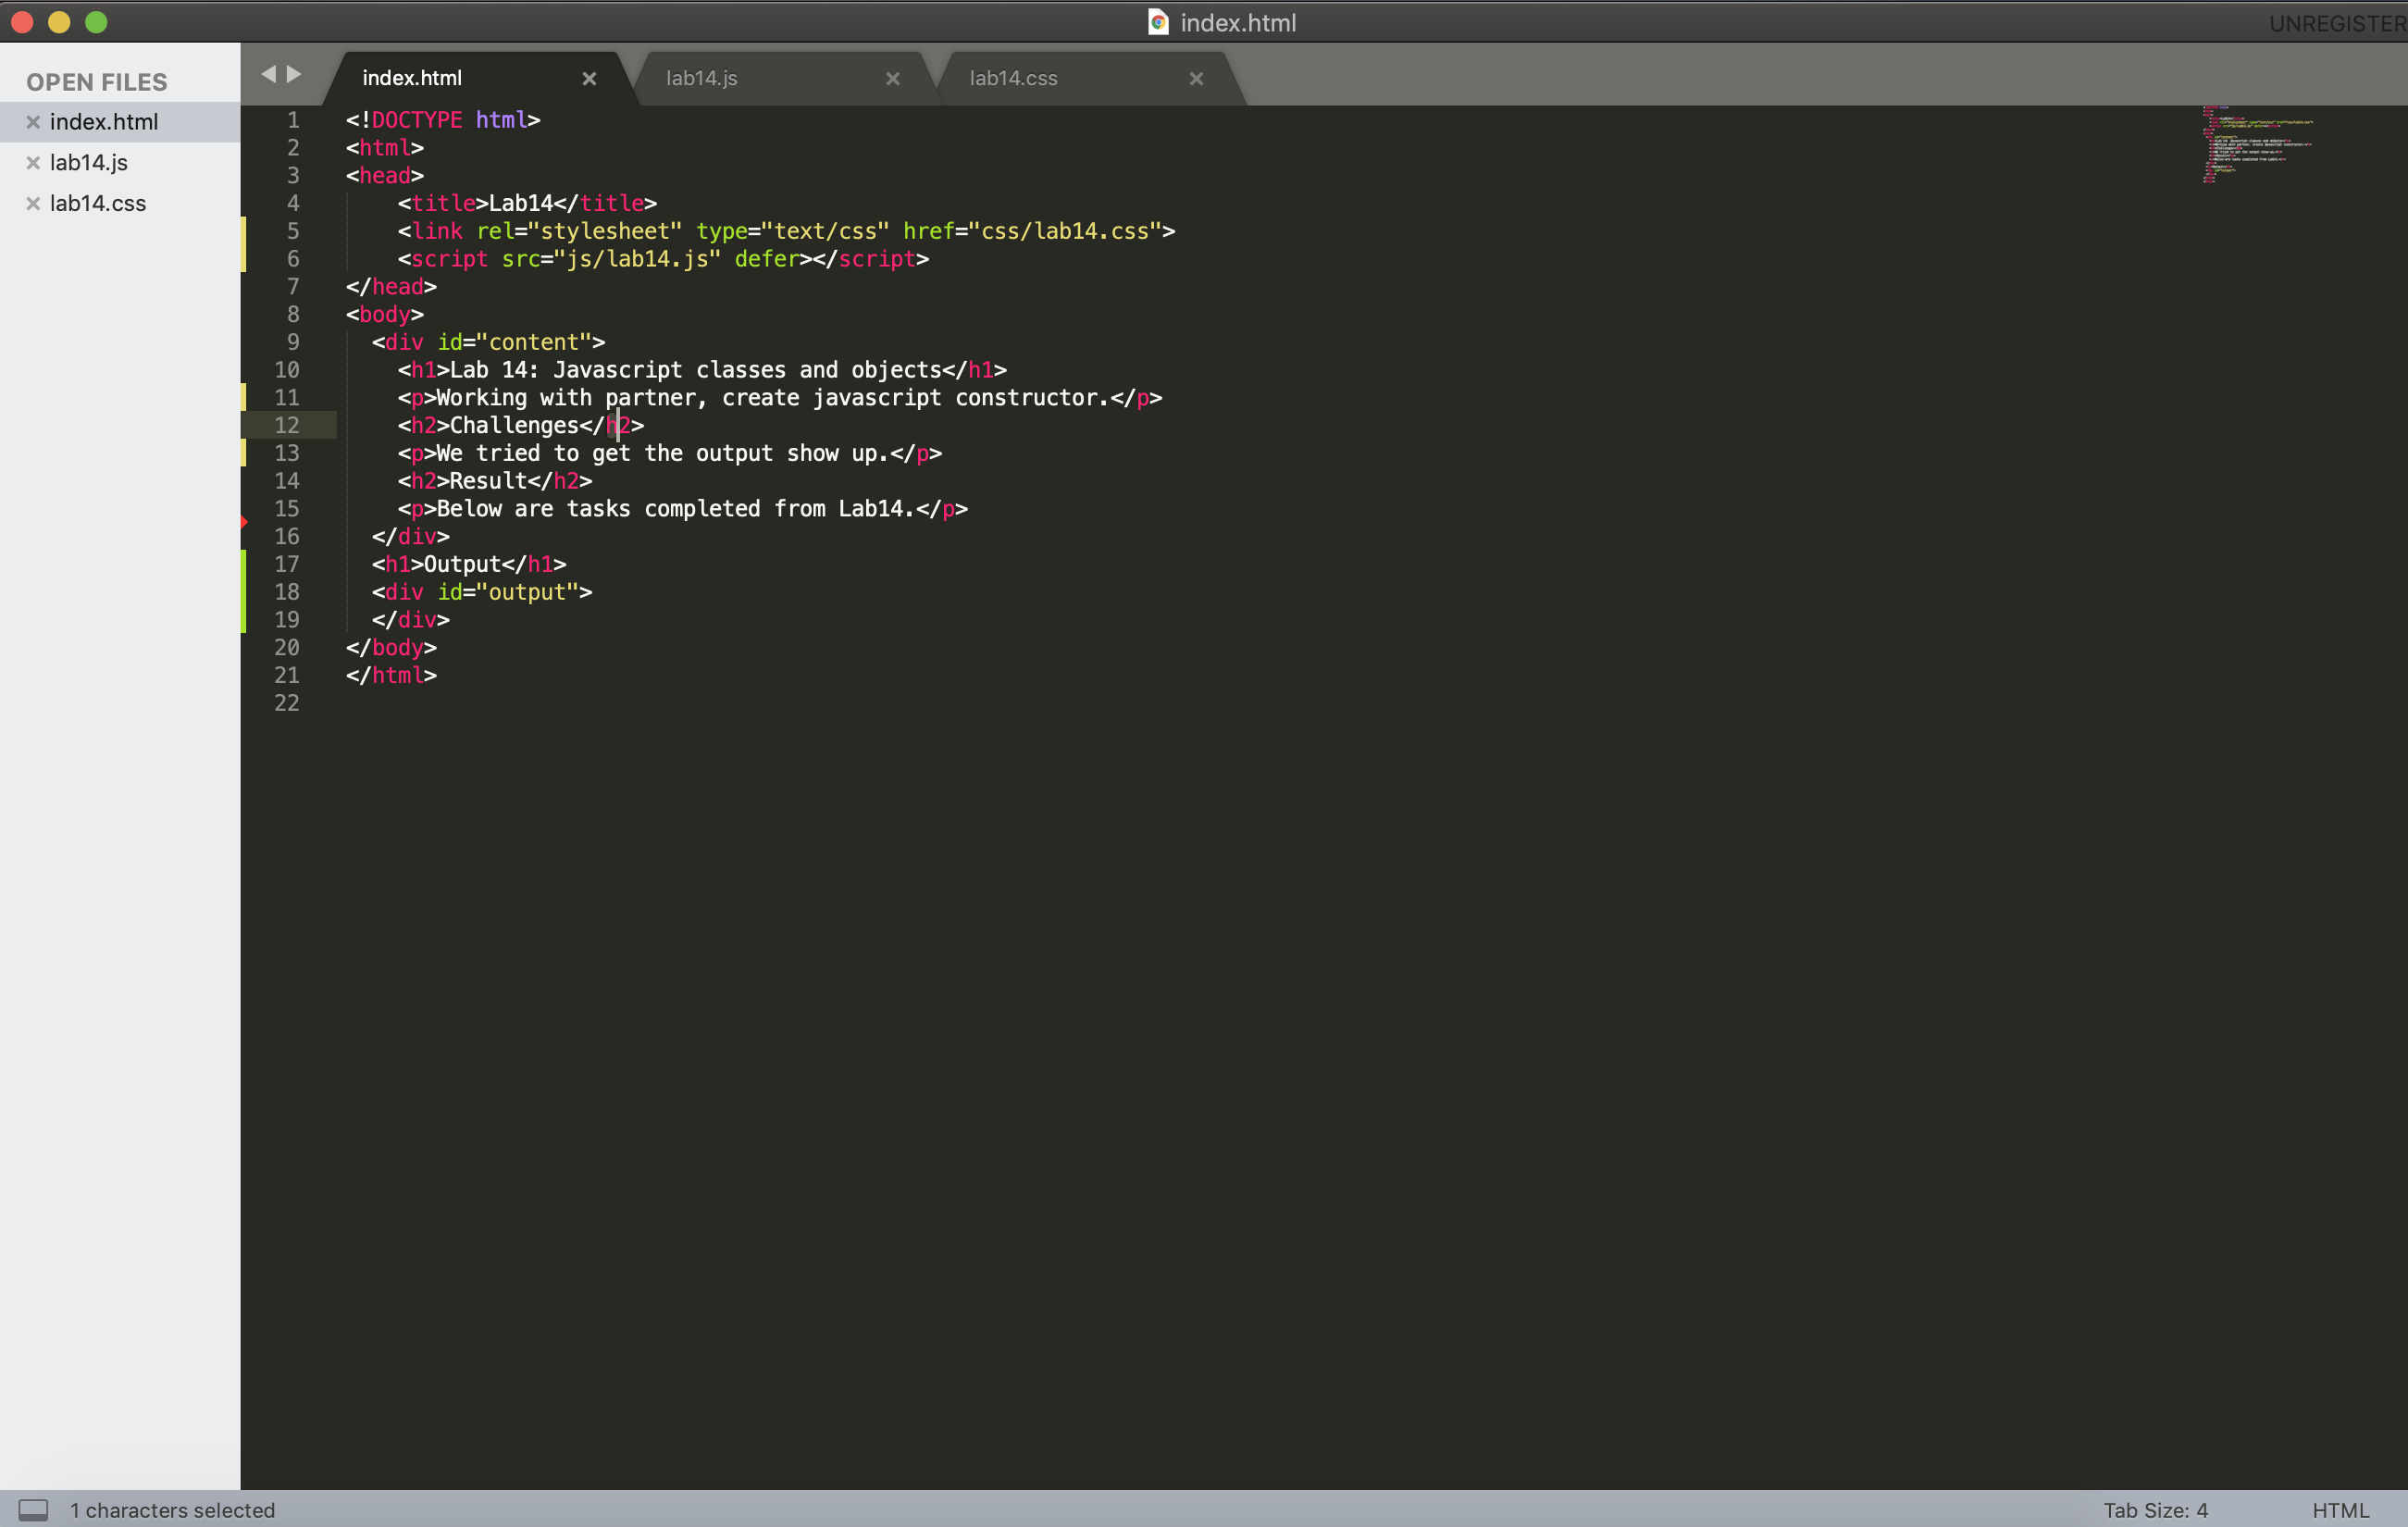 index.html
UNREGISTER
OPEN FILES
index.html
lab14.js
lab14.css
index.html
lab14.js
lab14.css
1 <!DOCTYPE html>
2 <html>
3 <head>
4 <title>Lab14</title>
5 <link rel="stylesheet" type="text/css" href="css/lab14.css">
6 <script src="js/lab14.js" defer></script>
7 </head>
8 <body>
9 <div id="content">
10 <h1>Lab 14: Javascript classes and objects</h1>
11 <p>Working with partner, create javascript constructor.</p>
12 <h2>Challenges</h2>
13 <p>We tried to get the output show up.</p>
14 <h2>Result</h2>
15 <p>Below are tasks completed from Lab14.</p>
16 </div>
17 <h1>Output</h1>
18 <div id="output">
19 </div>
20 </body>
21 </html>
22
1 characters selected
Tab Size: 4
HTML